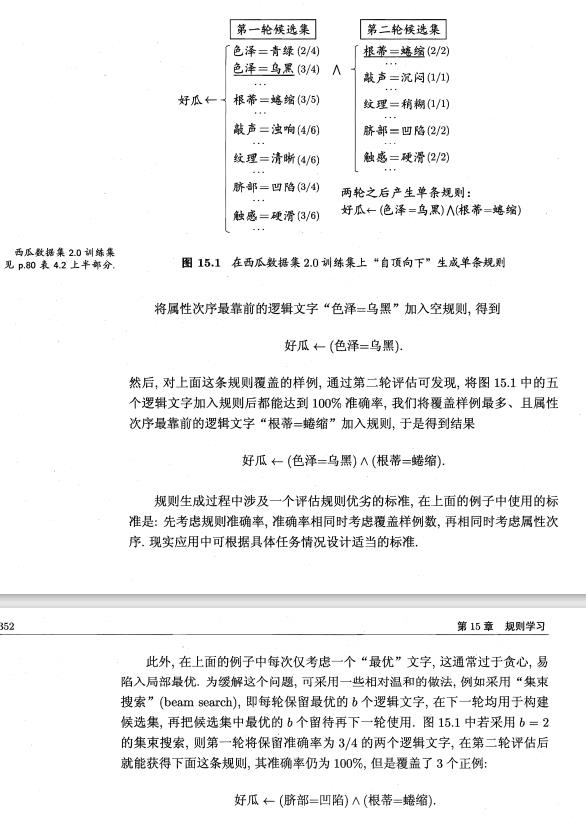 第一轮候选集
第二轮候选集
色泽=青绿(2/4)
色泽=乌黑(3/4)
...
根蒂=蜷缩(3/5)
...
敲声=浊响(4/6)
...
纹理=清晰(4/6)
...
脐部=凹陷(3/4)
...
触感=硬滑(3/6)
...
好瓜←
∧
根蒂=蜷缩(2/2)
...
敲声=沉闷(1/1)
...
纹理=稍糊(1/1)
...
脐部=凹陷(2/2)
...
触感=硬滑(2/2)
...
两轮之后产生单条规则:
好瓜←(色泽=乌黑)∧(根蒂=蜷缩)
西瓜数据集 2.0 训练集
见 p.80 表 4.2 上半部分.
图 15.1 在西瓜数据集 2.0 训练集上“自顶向下”生成单条规则
将属性次序最靠前的逻辑文字“色泽=乌黑”加入空规则, 得到
好瓜 ← (色泽=乌黑).
然后, 对上面这条规则覆盖的样例, 通过第二轮评估可发现, 将图 15.1 中的五
个逻辑文字加入规则后都能达到 100% 准确率, 我们将覆盖样例最多、且属性
次序最靠前的逻辑文字“根蒂=蜷缩”加入规则, 于是得到结果
好瓜 ← (色泽=乌黑) ∧ (根蒂=蜷缩).
规则生成过程中涉及一个评估规则优劣的标准, 在上面的例子中使用的标
准是: 先考虑规则准确率, 准确率相同时考虑覆盖样例数, 再相同时考虑属性次
序. 现实应用中可根据具体任务情况设计适当的标准.
352
第 15 章 规则学习
此外, 在上面的例子中每次仅考虑一个“最优”文字, 这通常过于贪心, 易
陷入局部最优. 为缓解这个问题, 可采用一些相对温和的做法, 例如采用“集束
搜索”(beam search), 即每轮保留最优的 b 个逻辑文字, 在下一轮均用于构建
候选集, 再把候选集中最优的 b 个留待再下一轮使用. 图 15.1 中若采用 b = 2
的集束搜索, 则第一轮将保留准确率为 3/4 的两个逻辑文字, 在第二轮评估后
就能获得下面这条规则, 其准确率仍为 100%, 但是覆盖了 3 个正例:
好瓜 ← (脐部=凹陷) ∧ (根蒂=蜷缩).